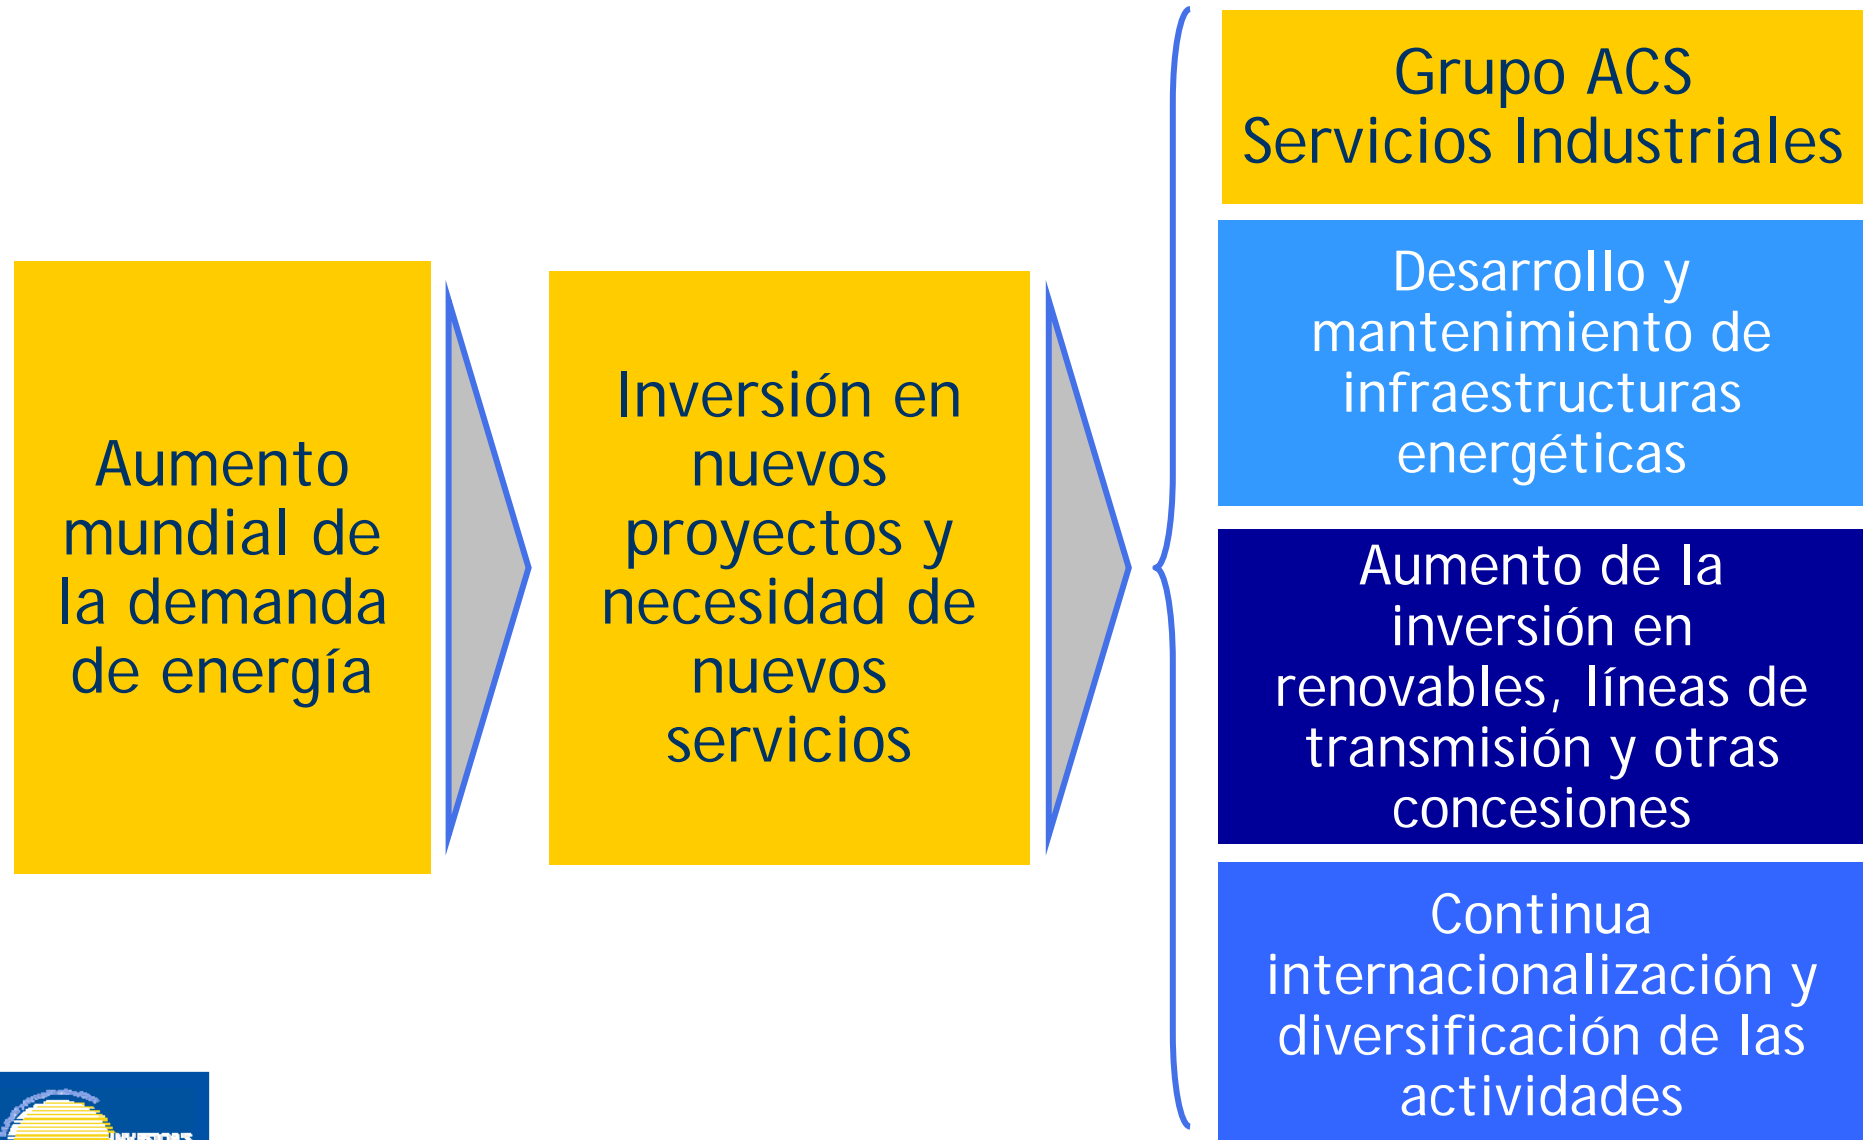 Aumento
mundial de
la demanda
de energía
Inversión en
nuevos
proyectos y
necesidad de
nuevos
servicios
Grupo ACS
Servicios Industriales
Desarrollo y
mantenimiento de
infraestructuras
energéticas
Aumento de la
inversión en
renovables, líneas de
transmisión y otras
concesiones
Continua
internacionalización y
diversificación de las
actividades